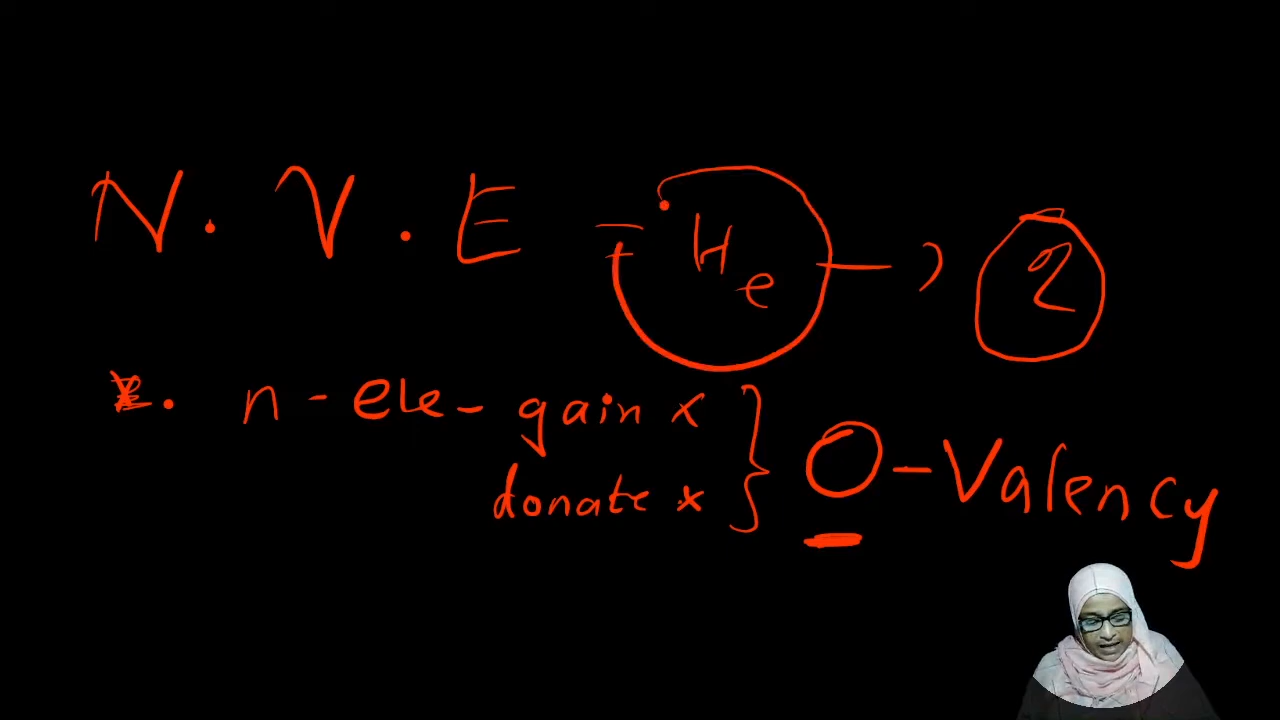 N. V. E - He -> 2
. n - ele - gain x
donate x } 0 - Valency